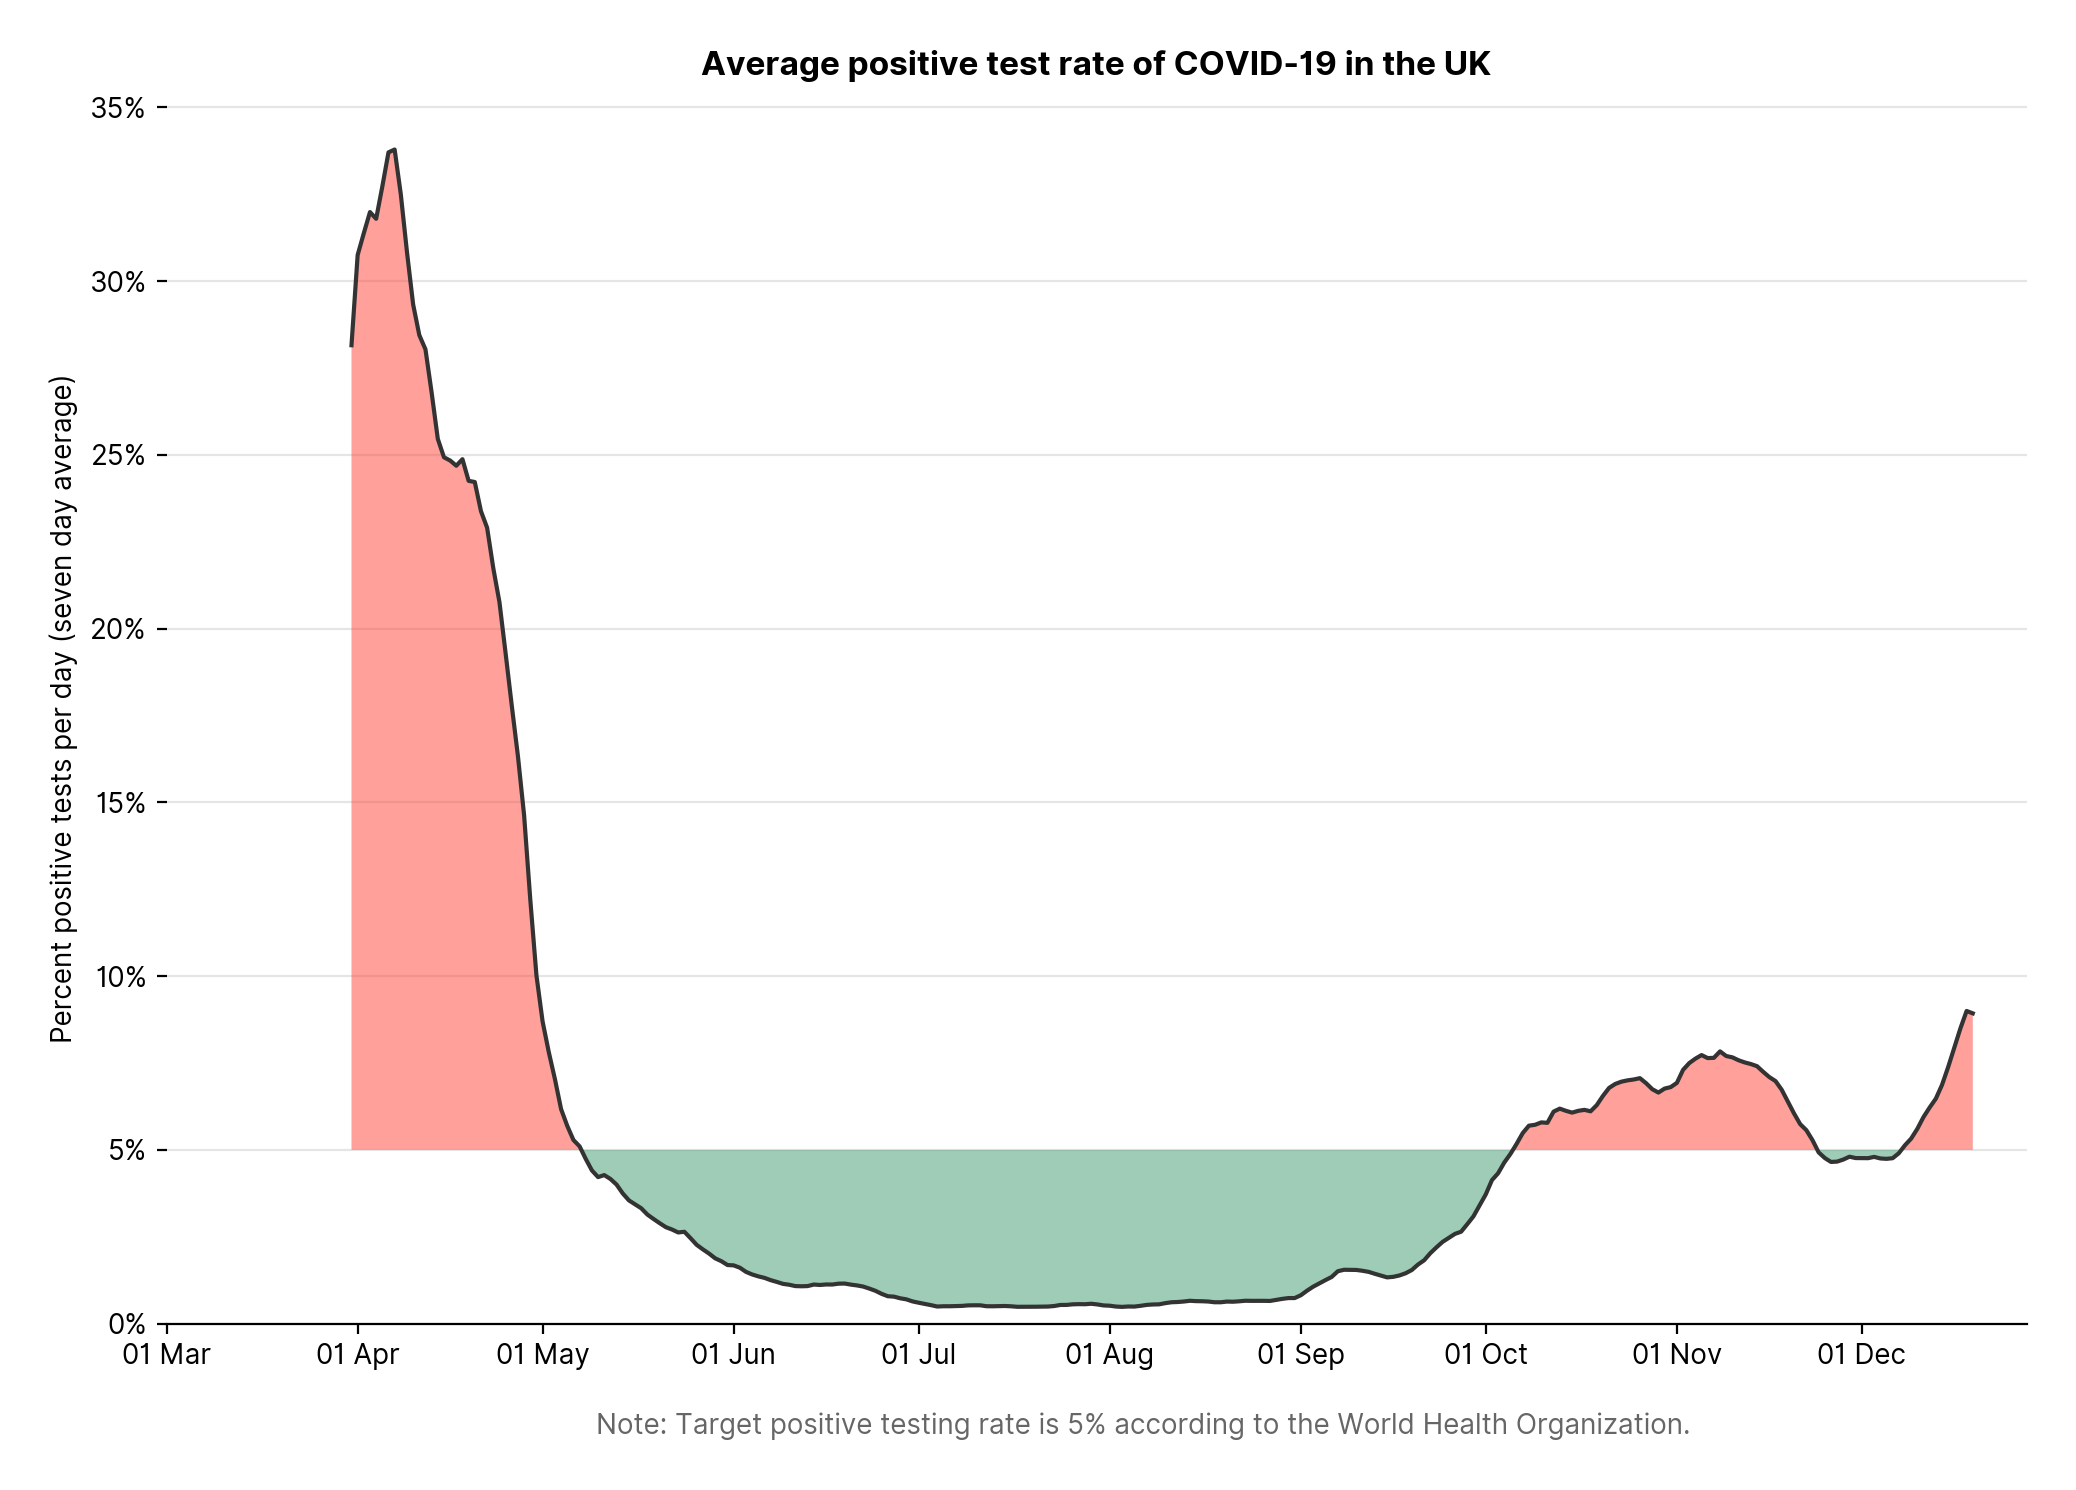 Average positive test rate of COVID-19 in the UK
Percent positive tests per day (seven day average)
35%
30%
25%
20%
15%
10%
5%
0%
01 Mar 01 Apr 01 May 01 Jun 01 Jul 01 Aug 01 Sep 01 Oct 01 Nov 01 Dec
Note: Target positive testing rate is 5% according to the World Health Organization.